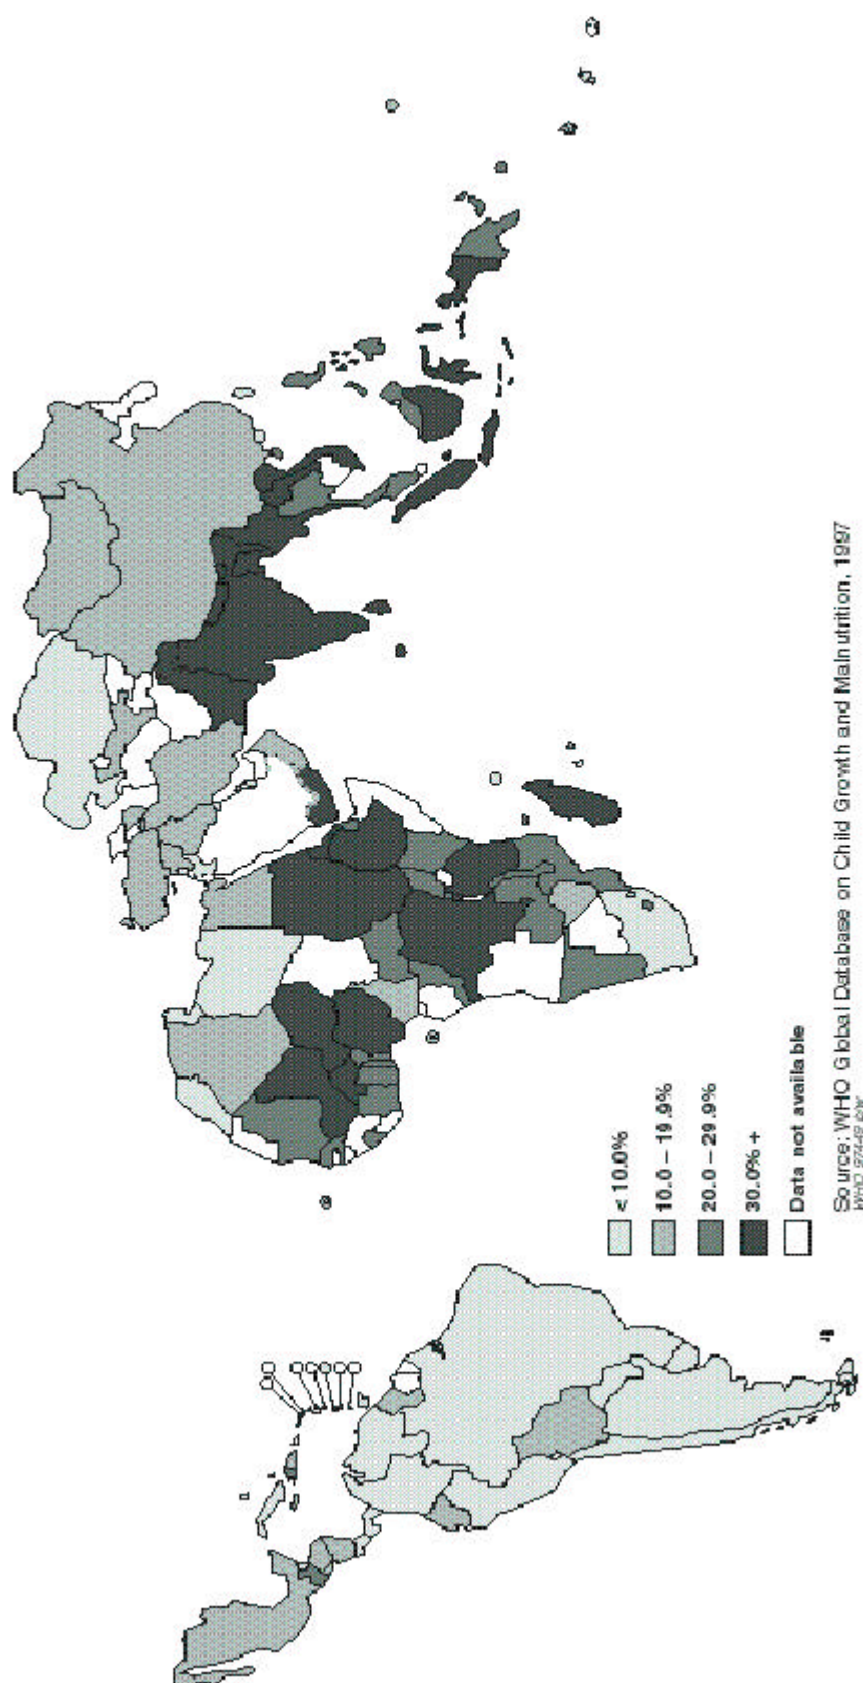 < 10.0%
10.0 – 19.9%
20.0 – 29.9%
30.0% +
Data not available
Source: WHO Global Database on Child Growth and Malnutrition, 1997
WHO